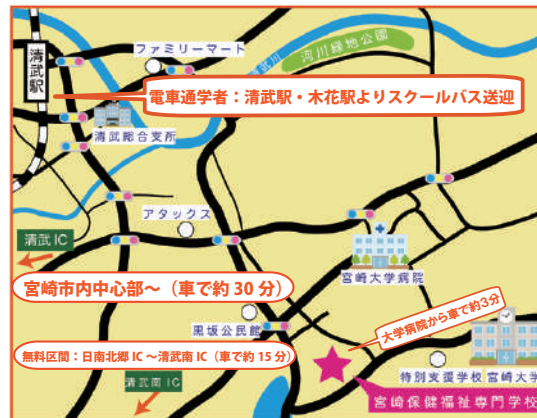 清武駅
ファミリーマート
清武川
河川緑地公園
電車通学者：清武駅・木花駅よりスクールバス送迎
清武総合支所
アタックス
清武 IC
宮崎大学病院
宮崎市内中心部～（車で約 30 分）
黒坂公民館
大学病院から車で約3分
無料区間：日南北郷 IC ～清武南 IC（車で約 15 分）
特別支援学校
宮崎大学
清武南 IC
宮崎保健福祉専門学校